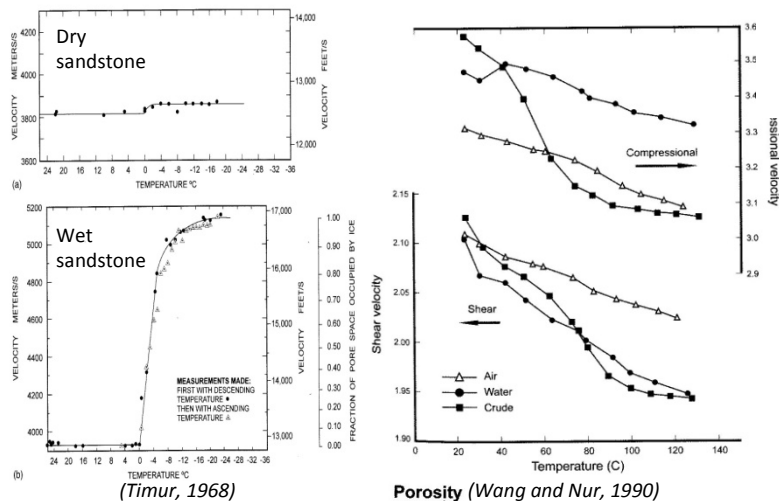 Dry
sandstone
4200
4000
3800
3600
VELOCITY METERS/S
14,000
13,000
12,000
VELOCITY FEET/S
24 20 16 12 8 4 0 -4 -8 -12 -16 -20 -24 -28 -32 -36
(a)
TEMPERATURE ºC
Wet
sandstone
5200
5000
4800
4600
4400
4200
4000
VELOCITY METERS/S
17,000
16,000
15,000
14,000
13,000
VELOCITY FEET/S
1.00
0.90
0.80
0.70
0.60
0.50
0.40
0.30
0.20
0.10
0.00
FRACTION OF PORE SPACE OCCUPIED BY ICE
MEASUREMENTS MADE:
FIRST WITH DESCENDING
TEMPERATURE
THEN WITH ASCENDING
TEMPERATURE
24 20 16 12 8 4 0 -4 -8 -12 -16 -20 -24 -28 -32 -36
(b)
TEMPERATURE ºC
(Timur, 1968)
3.6
3.5
3.4
3.3
3.2
3.1
3.0
2.9
issional velocity
Compressional
2.15
2.10
2.05
2.00
1.95
1.90
Shear velocity
Shear
Air
Water
Crude
0 20 40 60 80 100 120 140
Temperature (C)
Porosity (Wang and Nur, 1990)